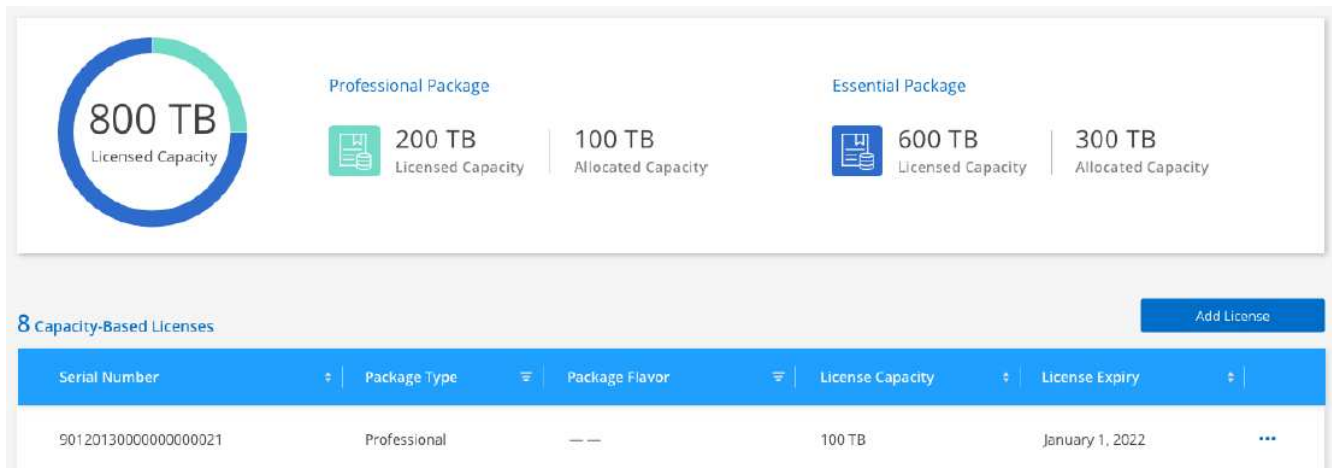 800 TB
Licensed Capacity
Professional Package
200 TB
Licensed Capacity
100 TB
Allocated Capacity
Essential Package
600 TB
Licensed Capacity
300 TB
Allocated Capacity
8 Capacity-Based Licenses
Add License
Serial Number Package Type Package Flavor License Capacity License Expiry
90120130000000000021 Professional — — 100 TB January 1, 2022 •••